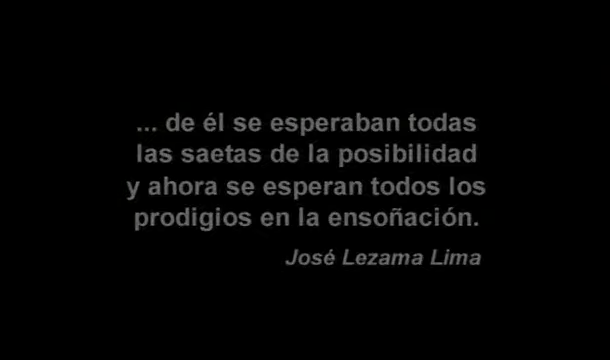 ... de él se esperaban todas
las saetas de la posibilidad
y ahora se esperan todos los
prodigios en la ensoñación.
José Lezama Lima